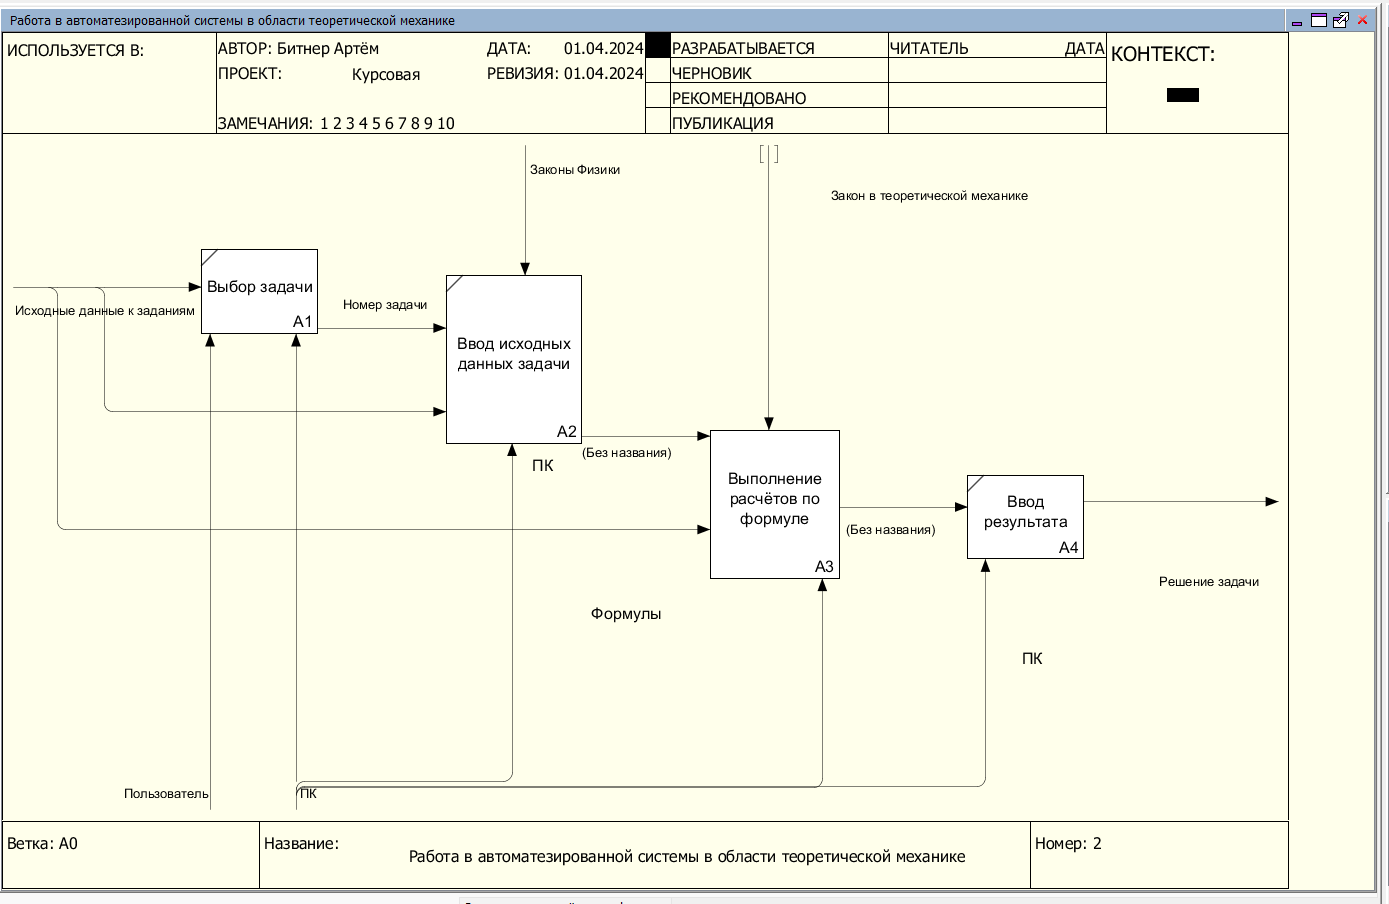 Работа в автоматезированной системы в области теоретической механике
ИСПОЛЬЗУЕТСЯ В:
АВТОР: Битнер Артём
ДАТА: 01.04.2024
ПРОЕКТ: Курсовая
РЕВИЗИЯ: 01.04.2024
ЗАМЕЧАНИЯ: 1 2 3 4 5 6 7 8 9 10
РАЗРАБАТЫВАЕТСЯ
ЧЕРНОВИК
РЕКОМЕНДОВАНО
ПУБЛИКАЦИЯ
ЧИТАТЕЛЬ ДАТА
КОНТЕКСТ:
Законы Физики
Закон в теоретической механике
Выбор задачи
A1
Исходные данные к заданиям
Номер задачи
Ввод исходных
данных задачи
A2
(Без названия)
ПК
Выполнение
расчётов по
формуле
A3
(Без названия)
Ввод
результата
A4
Решение задачи
Формулы
ПК
Пользователь
ПК
Ветка: A0
Название:
Работа в автоматезированной системы в области теоретической механике
Номер: 2